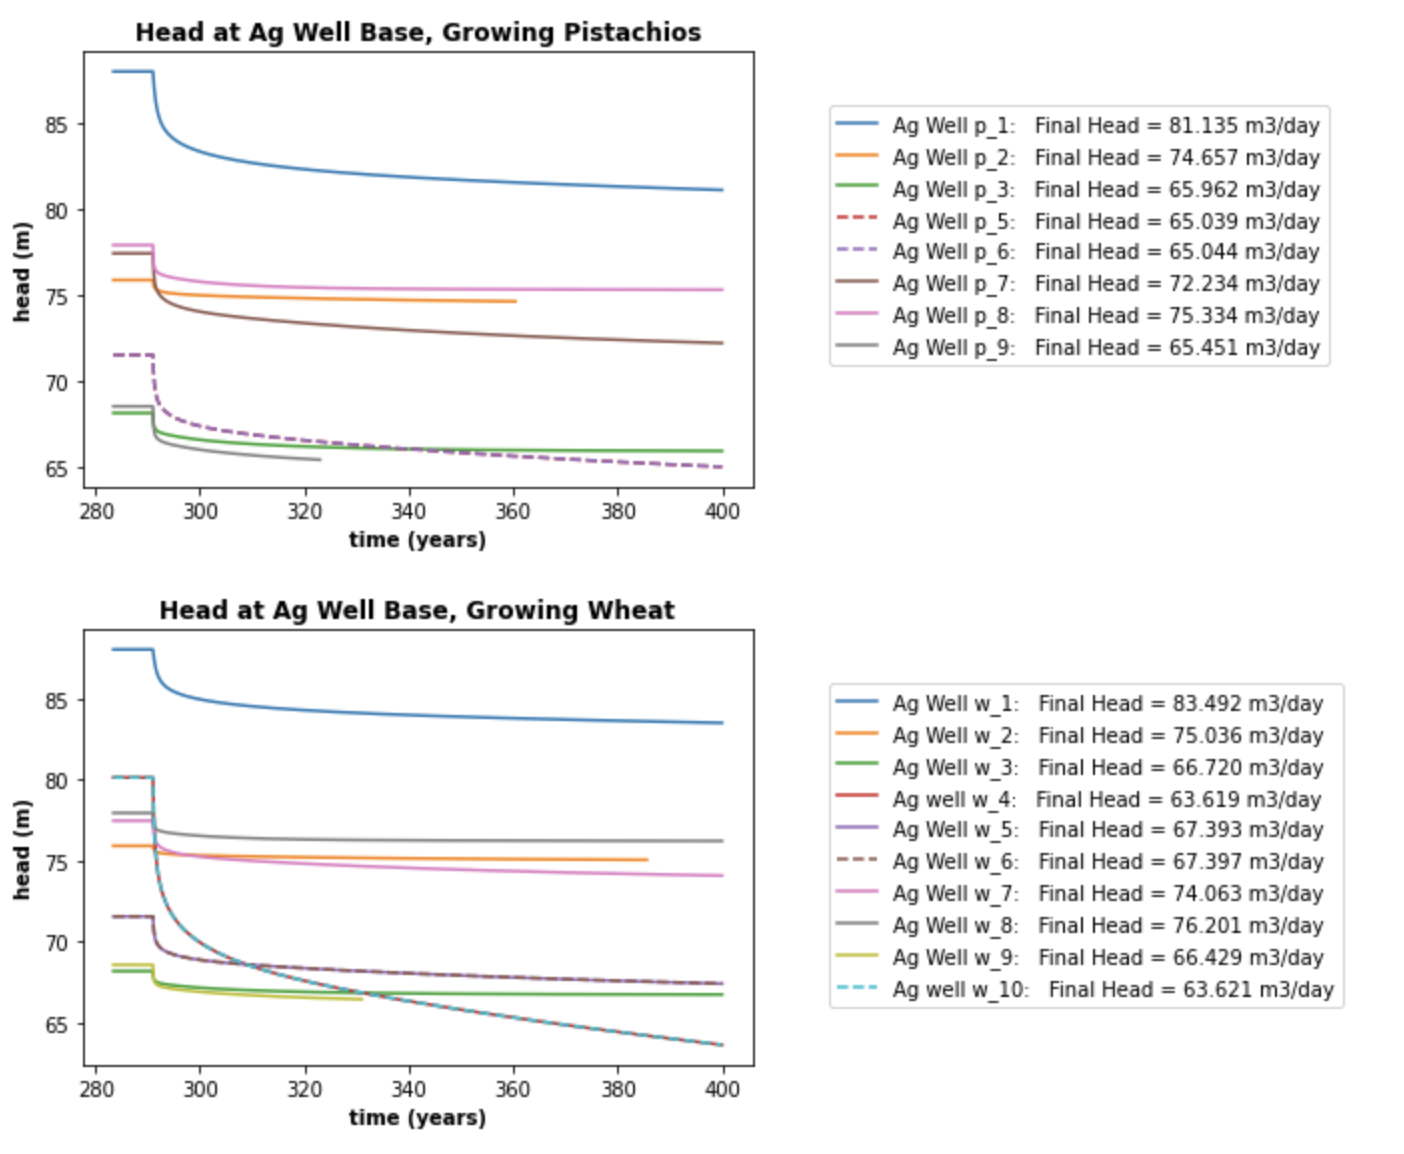 Head at Ag Well Base, Growing Pistachios
head (m)
85
80
75
70
65
280 300 320 340 360 380 400
time (years)
Ag Well p_1: Final Head = 81.135 m3/day
Ag Well p_2: Final Head = 74.657 m3/day
Ag Well p_3: Final Head = 65.962 m3/day
Ag Well p_5: Final Head = 65.039 m3/day
Ag Well p_6: Final Head = 65.044 m3/day
Ag Well p_7: Final Head = 72.234 m3/day
Ag Well p_8: Final Head = 75.334 m3/day
Ag Well p_9: Final Head = 65.451 m3/day
Head at Ag Well Base, Growing Wheat
head (m)
85
80
75
70
65
280 300 320 340 360 380 400
time (years)
Ag Well w_1: Final Head = 83.492 m3/day
Ag Well w_2: Final Head = 75.036 m3/day
Ag Well w_3: Final Head = 66.720 m3/day
Ag well w_4: Final Head = 63.619 m3/day
Ag Well w_5: Final Head = 67.393 m3/day
Ag Well w_6: Final Head = 67.397 m3/day
Ag Well w_7: Final Head = 74.063 m3/day
Ag Well w_8: Final Head = 76.201 m3/day
Ag Well w_9: Final Head = 66.429 m3/day
Ag well w_10: Final Head = 63.621 m3/day